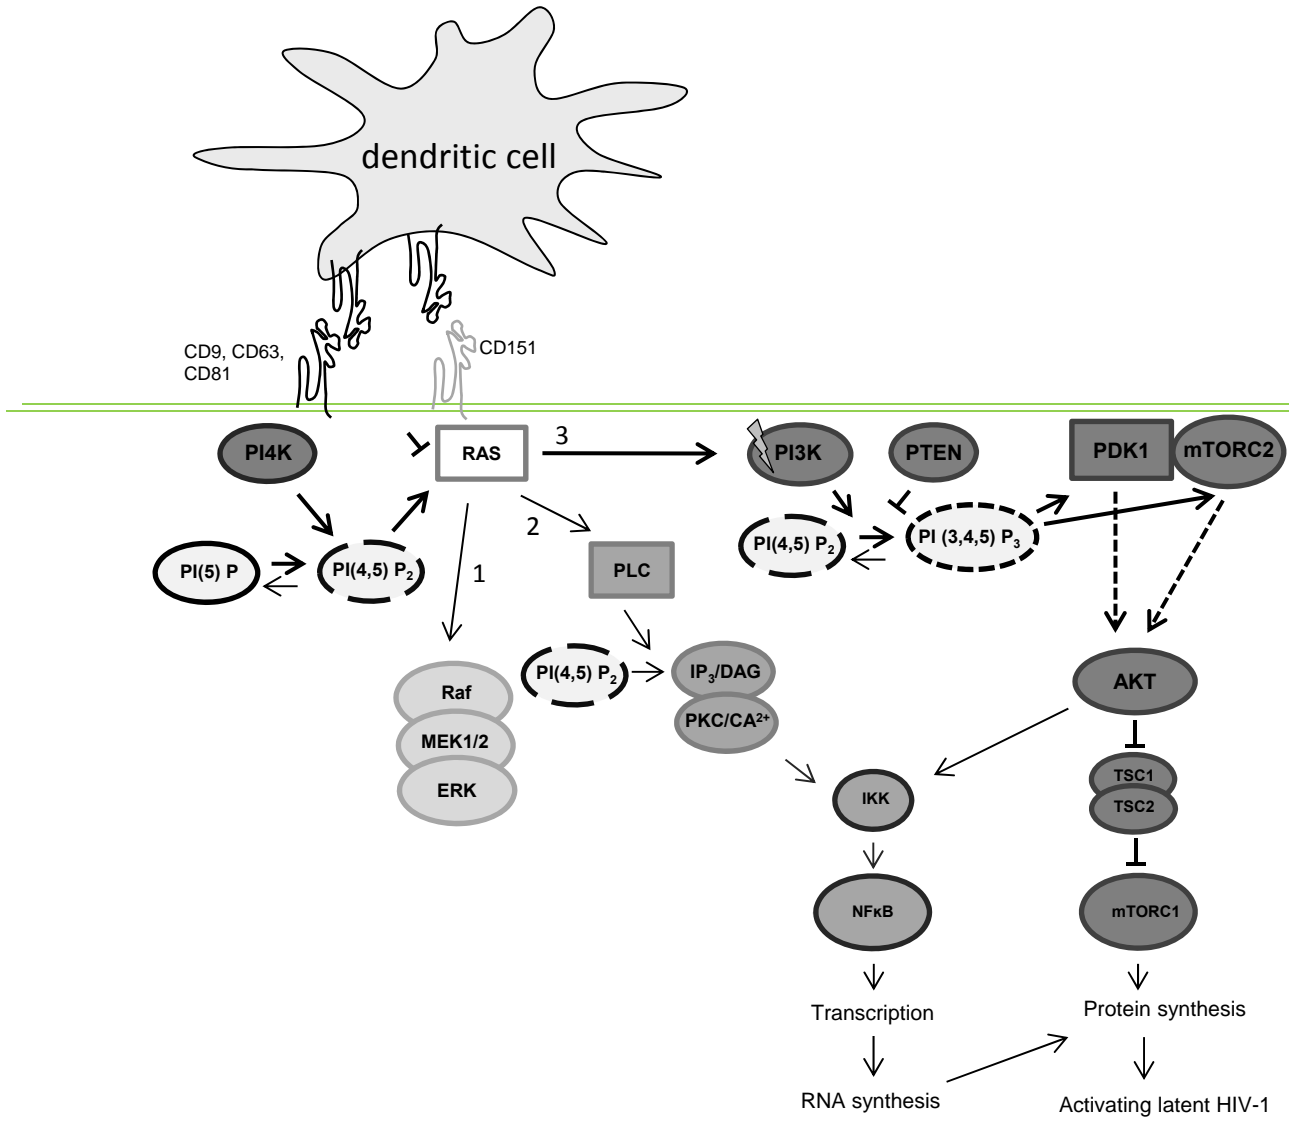 dendritic cell
CD9, CD63,
CD81
CD151
PI4K
RAS
3
PI3K
PTEN
PDK1
mTORC2
PI(5) P
PI(4,5) P2
1
2
PLC
PI(4,5) P2
PI (3,4,5) P3
Raf
MEK1/2
ERK
PI(4,5) P2
IP3/DAG
PKC/CA2+
AKT
IKK
TSC1
TSC2
NFκB
mTORC1
Transcription
Protein synthesis
RNA synthesis
Activating latent HIV-1